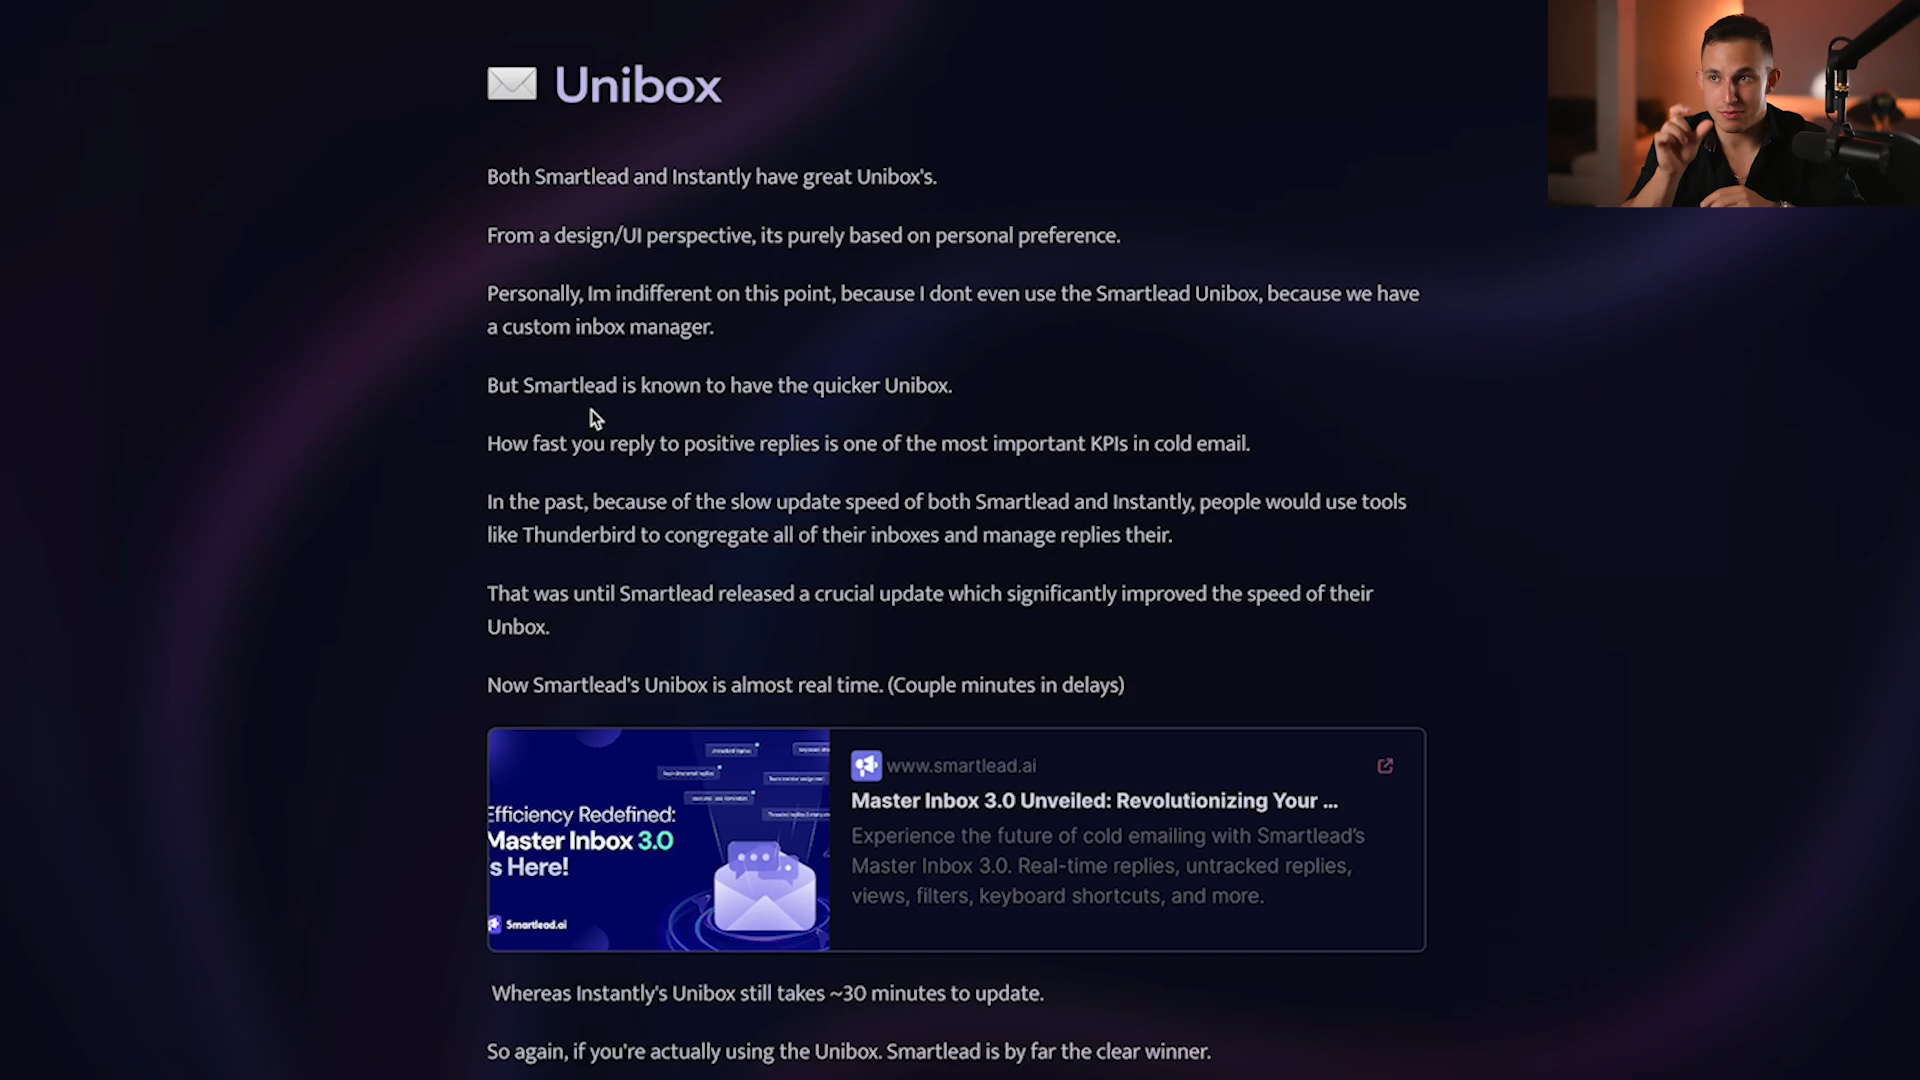 Unibox
Both Smartlead and Instantly have great Unibox's.
From a design/UI perspective, its purely based on personal preference.
Personally, Im indifferent on this point, because I dont even use the Smartlead Unibox, because we have
a custom inbox manager.
But Smartlead is known to have the quicker Unibox.
How fast you reply to positive replies is one of the most important KPIs in cold email.
In the past, because of the slow update speed of both Smartlead and Instantly, people would use tools
like Thunderbird to congregate all of their inboxes and manage replies their.
That was until Smartlead released a crucial update which significantly improved the speed of their
Unbox.
Now Smartlead's Unibox is almost real time. (Couple minutes in delays)
Efficiency Redefined:
Master Inbox 3.0
s Here!
Smartlead.ai
www.smartlead.ai
Master Inbox 3.0 Unveiled: Revolutionizing Your ...
Experience the future of cold emailing with Smartlead's
Master Inbox 3.0. Real-time replies, untracked replies,
views, filters, keyboard shortcuts, and more.
Whereas Instantly's Unibox still takes ~30 minutes to update.
So again, if you're actually using the Unibox. Smartlead is by far the clear winner.